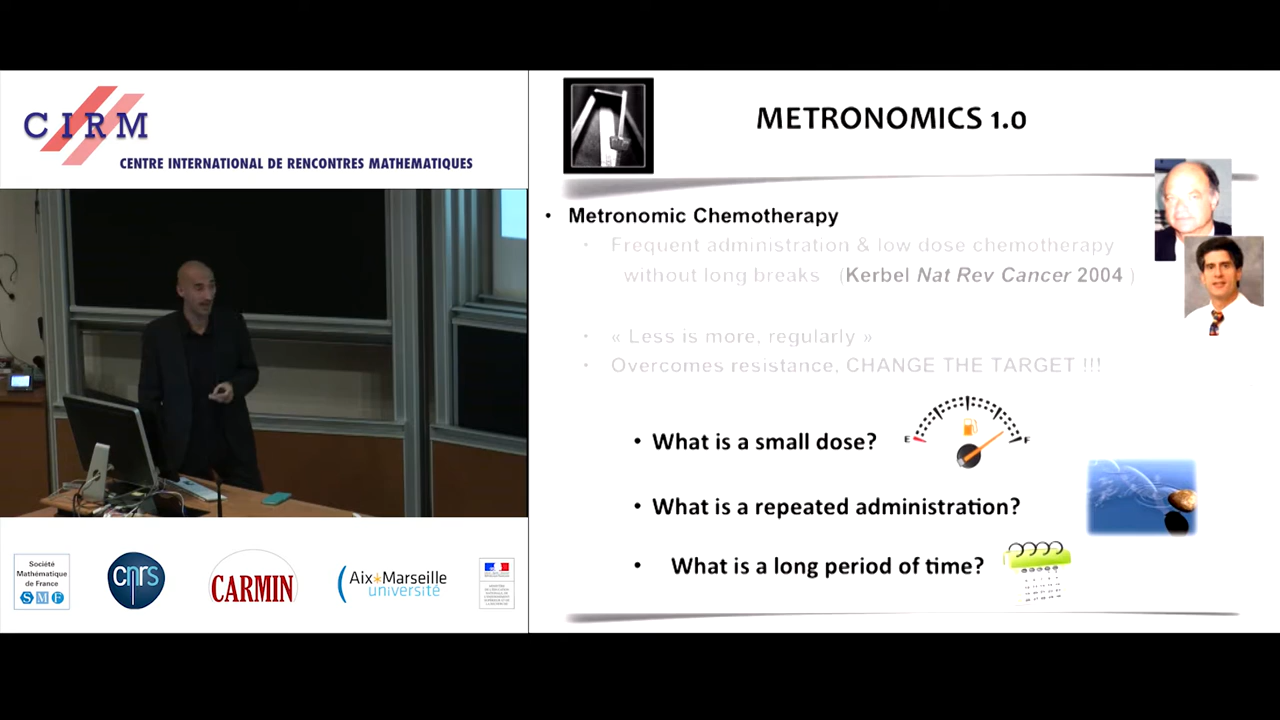 CIRM
CENTRE INTERNATIONAL DE RENCONTRES MATHEMATIQUES
METRONOMICS 1.0
• Metronomic Chemotherapy
• Frequent administration & low dose chemotherapy
without long breaks (Kerbel Nat Rev Cancer 2004 )
• « Less is more, regularly »
• Overcomes resistance, CHANGE THE TARGET !!!
E F
• What is a small dose?
• What is a repeated administration?
• What is a long period of time?
Société
Mathématique
de France
SMF
cnrs
CARMIN
Aix*Marseille
université